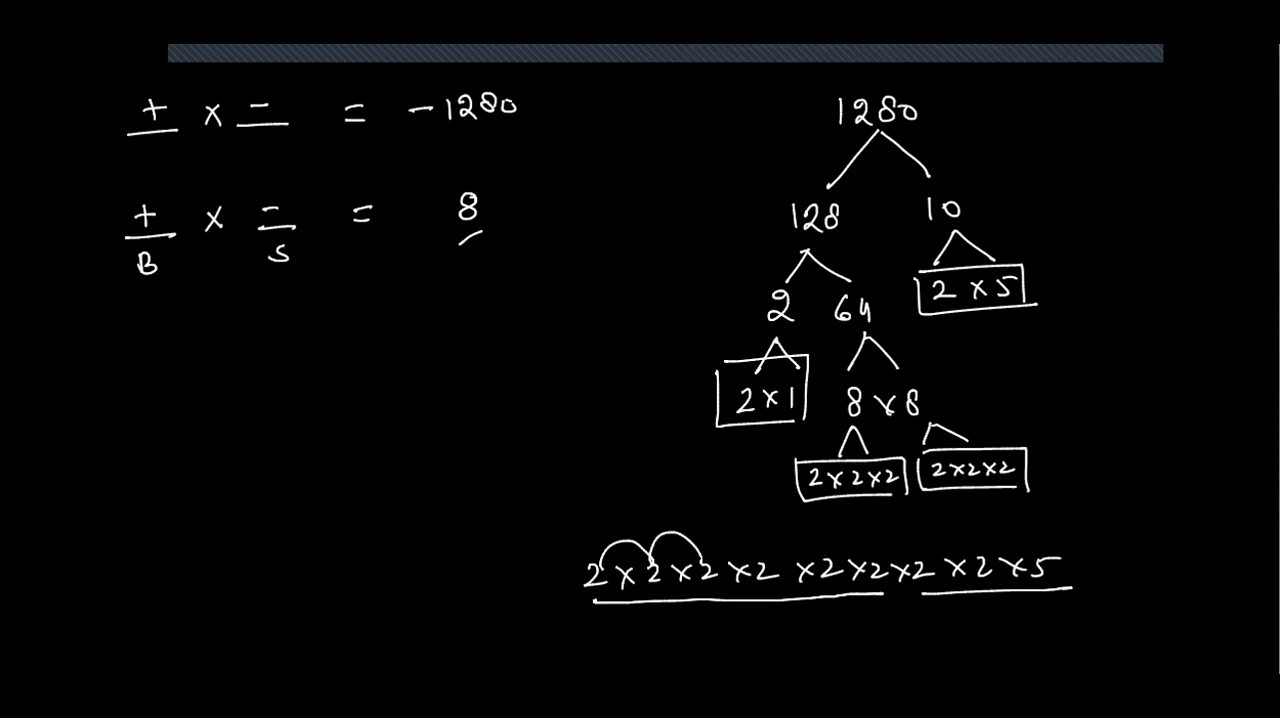 + × - = -1280
+ × - = 8
B S
1280
128 10
2 64 2 × 5
2 × 1 8 × 8
2 × 2 × 2 2 × 2 × 2
2 × 2 × 2 × 2 × 2 × 2 × 2 × 2 × 5